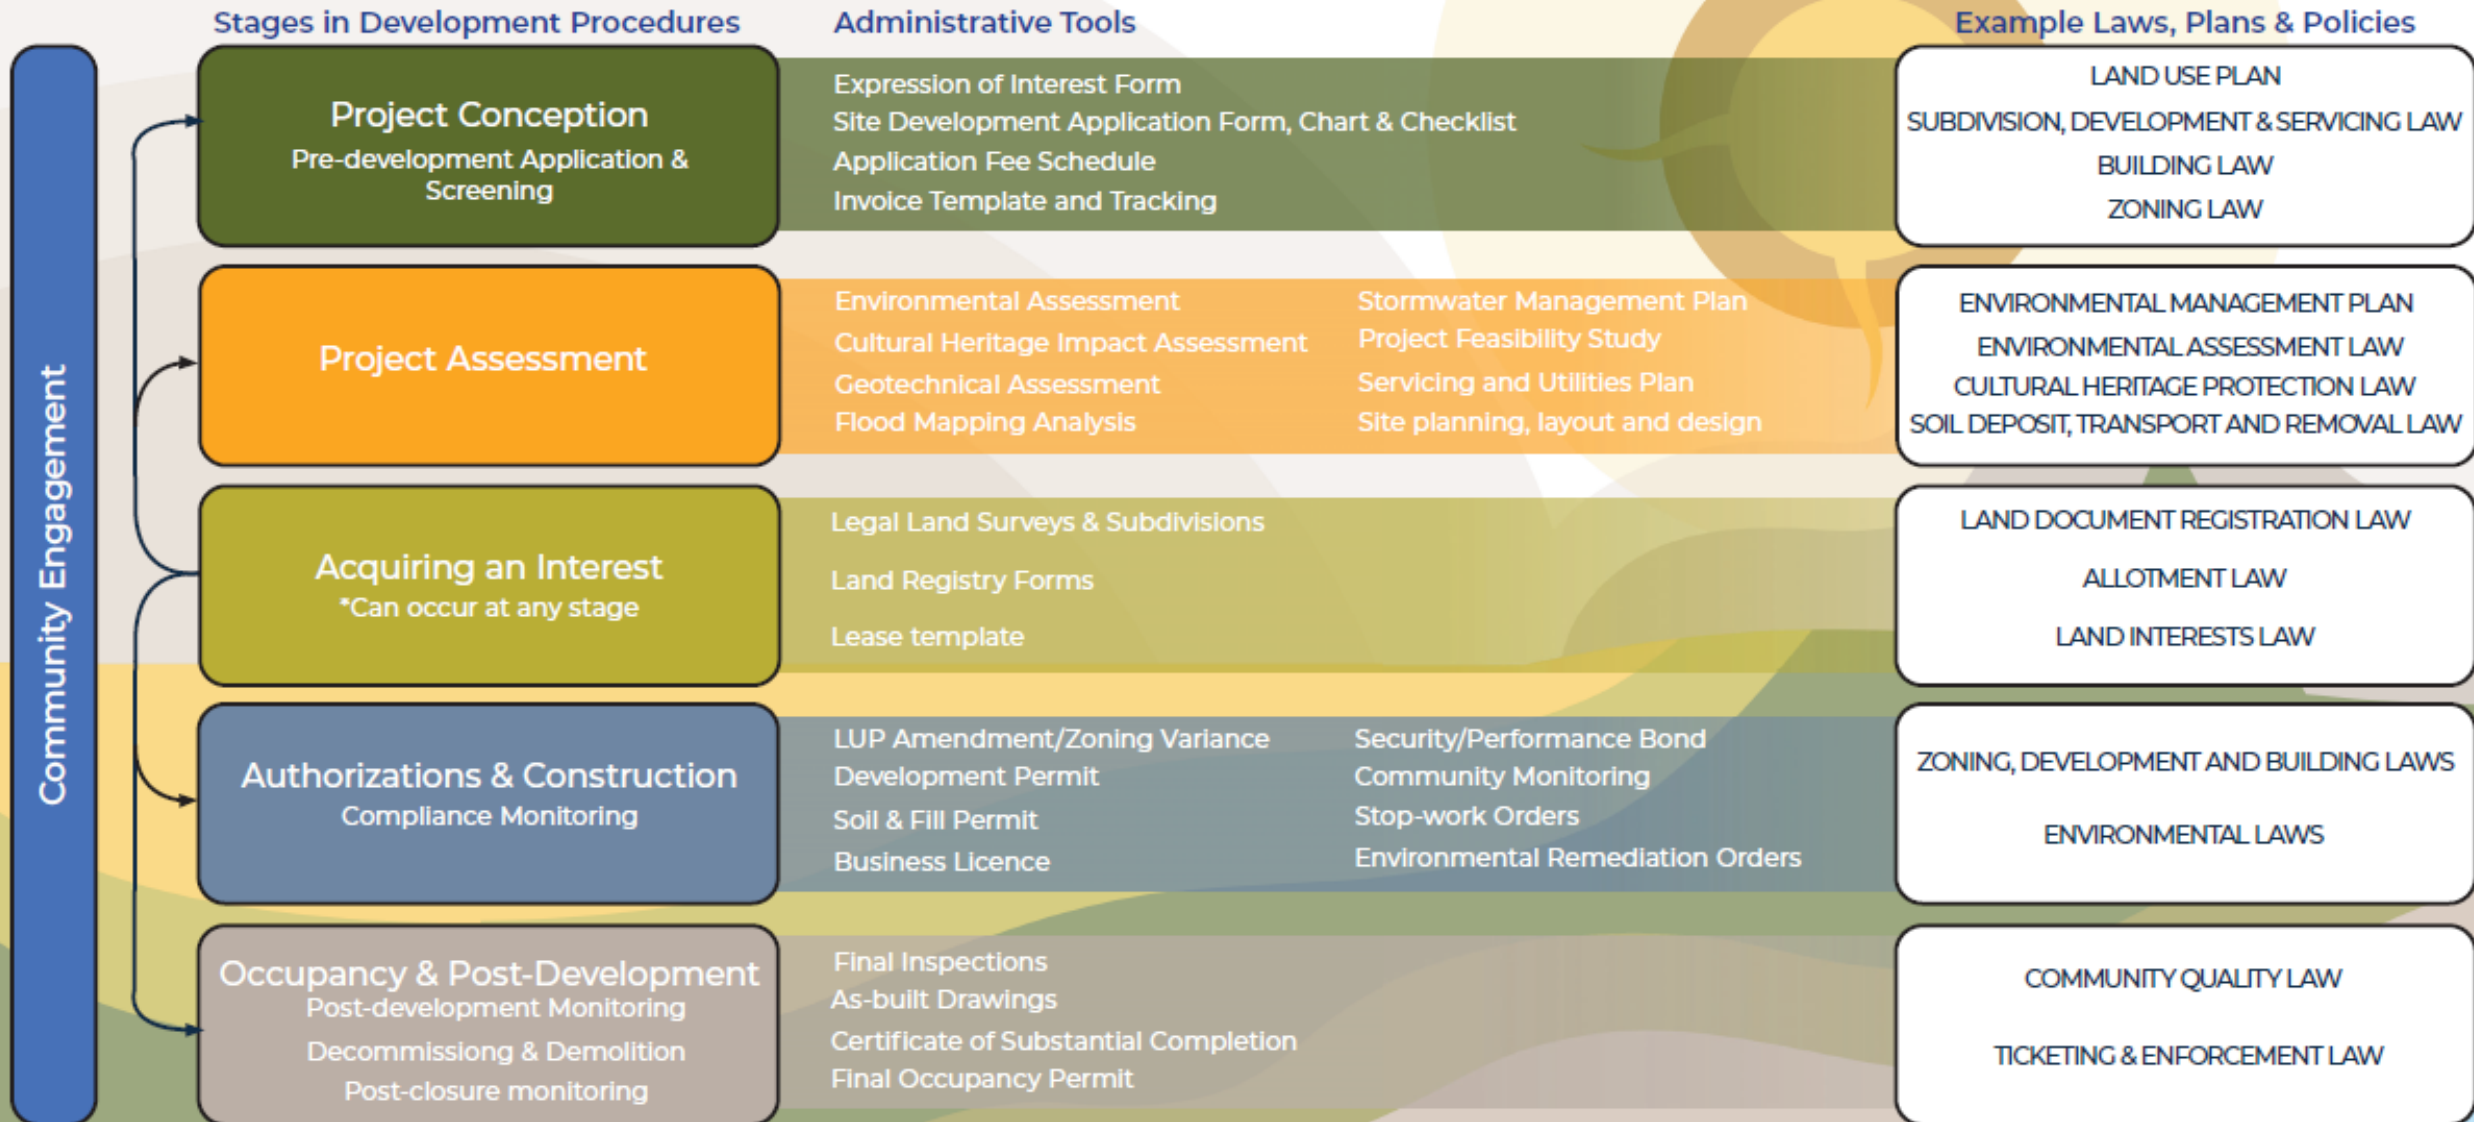 Stages in Development Procedures
Administrative Tools
Example Laws, Plans & Policies
Community Engagement
Project Conception
Pre-development Application &
Screening
Expression of Interest Form
Site Development Application Form, Chart & Checklist
Application Fee Schedule
Invoice Template and Tracking
LAND USE PLAN
SUBDIVISION, DEVELOPMENT & SERVICING LAW
BUILDING LAW
ZONING LAW
Project Assessment
Environmental Assessment
Cultural Heritage Impact Assessment
Geotechnical Assessment
Flood Mapping Analysis
Stormwater Management Plan
Project Feasibility Study
Servicing and Utilities Plan
Site planning, layout and design
ENVIRONMENTAL MANAGEMENT PLAN
ENVIRONMENTAL ASSESSMENT LAW
CULTURAL HERITAGE PROTECTION LAW
SOIL DEPOSIT, TRANSPORT AND REMOVAL LAW
Acquiring an Interest
*Can occur at any stage
Legal Land Surveys & Subdivisions
Land Registry Forms
Lease template
LAND DOCUMENT REGISTRATION LAW
ALLOTMENT LAW
LAND INTERESTS LAW
Authorizations & Construction
Compliance Monitoring
LUP Amendment/Zoning Variance
Development Permit
Soil & Fill Permit
Business Licence
Security/Performance Bond
Community Monitoring
Stop-work Orders
Environmental Remediation Orders
ZONING, DEVELOPMENT AND BUILDING LAWS
ENVIRONMENTAL LAWS
Occupancy & Post-Development
Post-development Monitoring
Decommissiong & Demolition
Post-closure monitoring
Final Inspections
As-built Drawings
Certificate of Substantial Completion
Final Occupancy Permit
COMMUNITY QUALITY LAW
TICKETING & ENFORCEMENT LAW